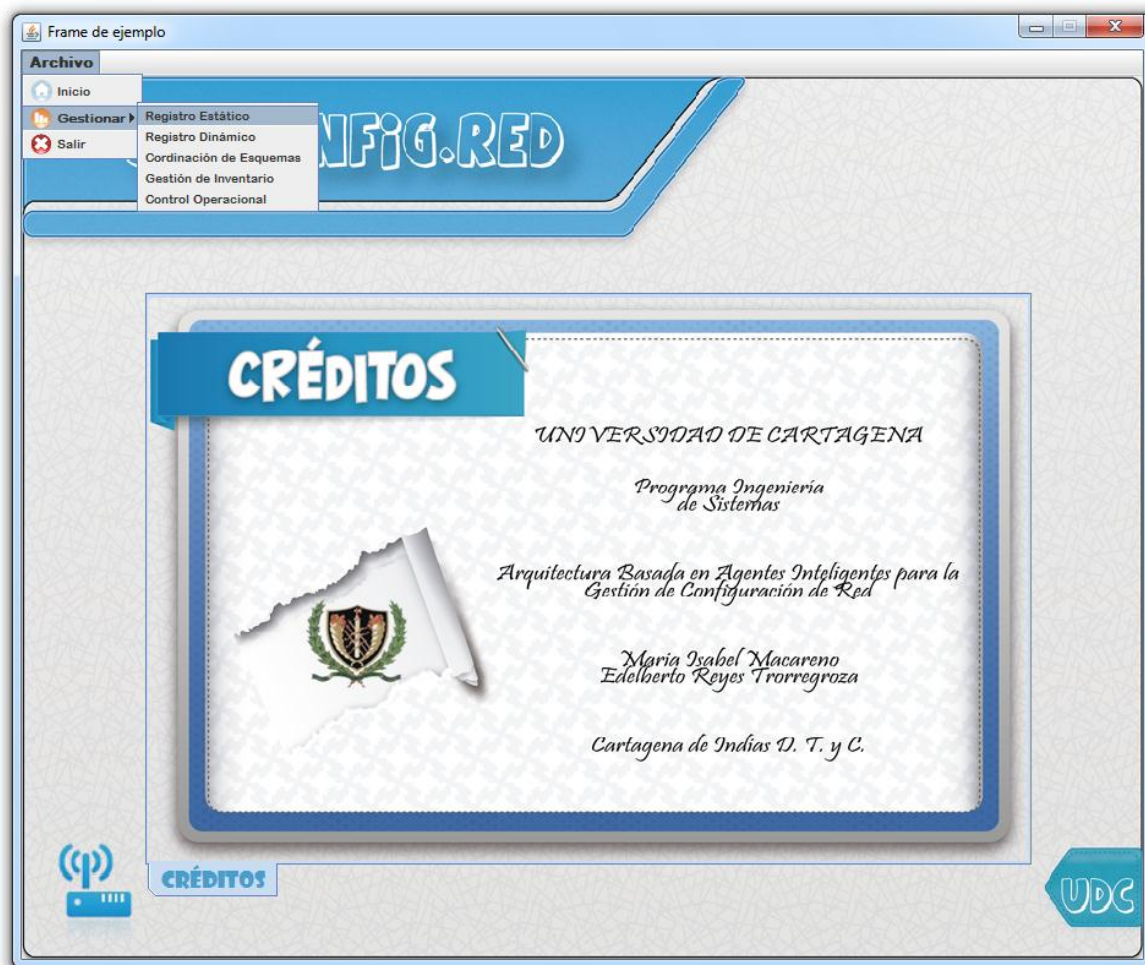 Frame de ejemplo
Archivo
Inicio
Gestionar
Salir
Registro Estático
Registro Dinámico
Cordinación de Esquemas
Gestión de Inventario
Control Operacional
NFiG.RED
CRÉDITOS
UNIVERSIDAD DE CARTAGENA
Programa Ingeniería
de Sistemas
Arquitectura Basada en Agentes Inteligentes para la
Gestión de Configuración de Red
Maria Isabel Macareno
Edelberto Reyes Trorregroza
Cartagena de Indias D. T. y C.
CRÉDITOS
UDC